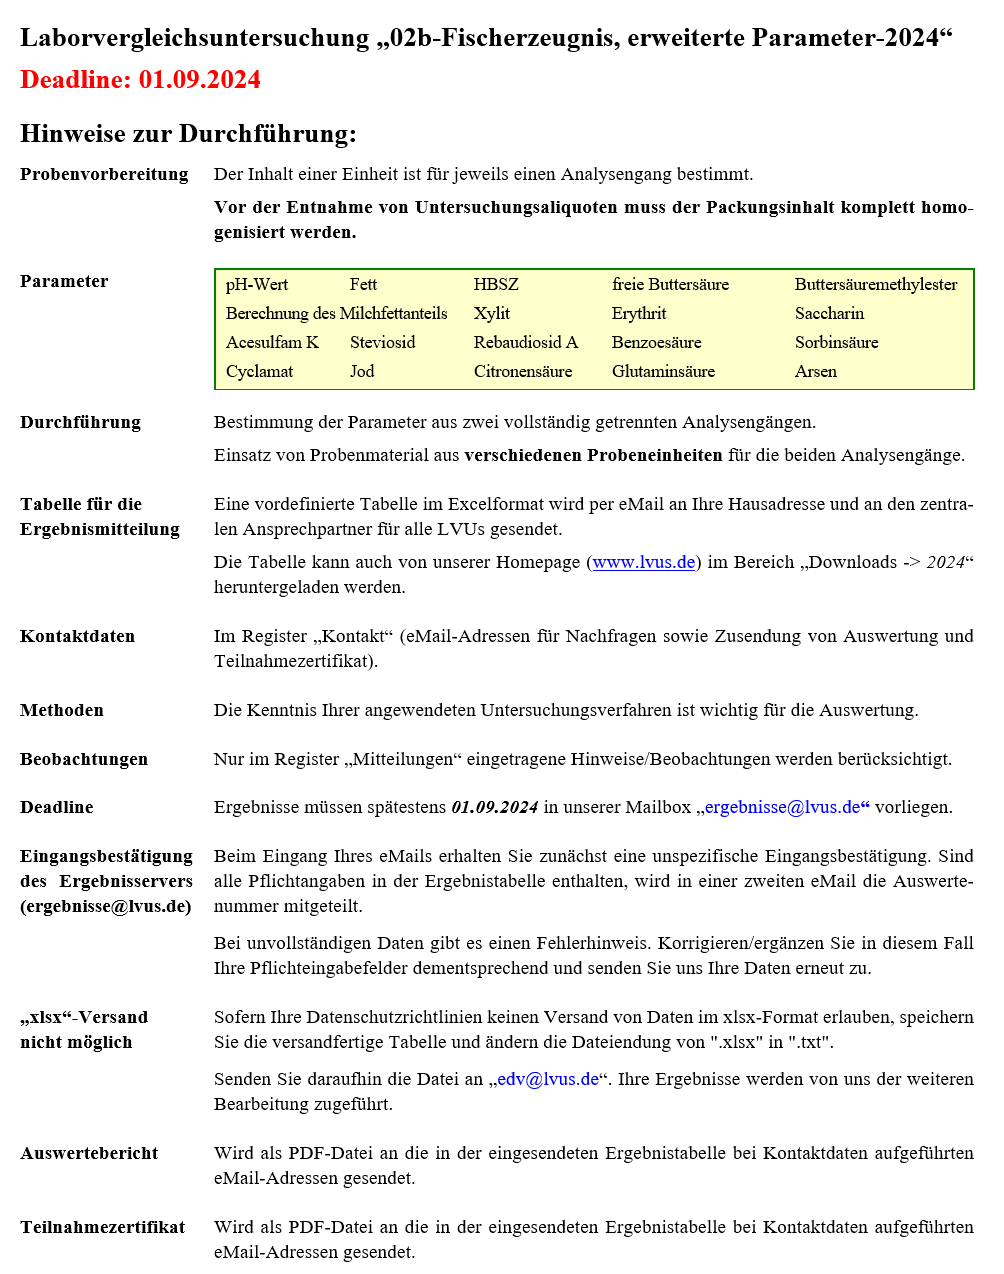 Laborvergleichsuntersuchung „02b-Fischerzeugnis, erweiterte Parameter-2024“
Deadline: 01.09.2024
Hinweise zur Durchführung:
Probenvorbereitung Der Inhalt einer Einheit ist für jeweils einen Analysengang bestimmt.
Vor der Entnahme von Untersuchungsaliquoten muss der Packungsinhalt komplett homo-
genisiert werden.
Parameter pH-Wert Fett HBSZ freie Buttersäure Buttersäuremethylester
Berechnung des Milchfettanteils Xylit Erythrit Saccharin
Acesulfam K Steviosid Rebaudiosid A Benzoesäure Sorbinsäure
Cyclamat Jod Citronensäure Glutaminsäure Arsen
Durchführung Bestimmung der Parameter aus zwei vollständig getrennten Analysengängen.
Einsatz von Probenmaterial aus verschiedenen Probeneinheiten für die beiden Analysengänge.
Tabelle für die Eine vordefinierte Tabelle im Excelformat wird per eMail an Ihre Hausadresse und an den zentra-
Ergebnismitteilung len Ansprechpartner für alle LVUs gesendet.
Die Tabelle kann auch von unserer Homepage (www.lvus.de) im Bereich „Downloads -> 2024“
heruntergeladen werden.
Kontaktdaten Im Register „Kontakt“ (eMail-Adressen für Nachfragen sowie Zusendung von Auswertung und
Teilnahmezertifikat).
Methoden Die Kenntnis Ihrer angewendeten Untersuchungsverfahren ist wichtig für die Auswertung.
Beobachtungen Nur im Register „Mitteilungen“ eingetragene Hinweise/Beobachtungen werden berücksichtigt.
Deadline Ergebnisse müssen spätestens 01.09.2024 in unserer Mailbox „ergebnisse@lvus.de“ vorliegen.
Eingangsbestätigung Beim Eingang Ihres eMails erhalten Sie zunächst eine unspezifische Eingangsbestätigung. Sind
des Ergebnisservers alle Pflichtangaben in der Ergebnistabelle enthalten, wird in einer zweiten eMail die Auswerte-
(ergebnisse@lvus.de) nummer mitgeteilt.
Bei unvollständigen Daten gibt es einen Fehlerhinweis. Korrigieren/ergänzen Sie in diesem Fall
Ihre Pflichteingabefelder dementsprechend und senden Sie uns Ihre Daten erneut zu.
„xlsx“-Versand Sofern Ihre Datenschutzrichtlinien keinen Versand von Daten im xlsx-Format erlauben, speichern
nicht möglich Sie die versandfertige Tabelle und ändern die Dateiendung von ".xlsx" in ".txt".
Senden Sie daraufhin die Datei an „edv@lvus.de“. Ihre Ergebnisse werden von uns der weiteren
Bearbeitung zugeführt.
Auswertebericht Wird als PDF-Datei an die in der eingesendeten Ergebnistabelle bei Kontaktdaten aufgeführten
eMail-Adressen gesendet.
Teilnahmezertifikat Wird als PDF-Datei an die in der eingesendeten Ergebnistabelle bei Kontaktdaten aufgeführten
eMail-Adressen gesendet.